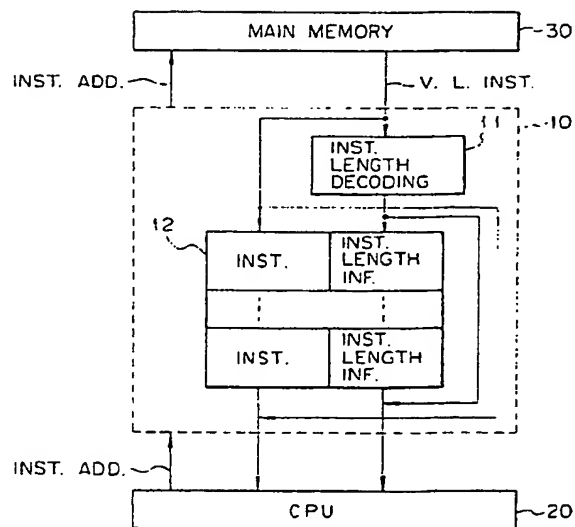 MAIN MEMORY
30
INST. ADD.
V. L. INST.
10
11
INST.
LENGTH
DECODING
12
INST.
INST.
LENGTH
INF.
INST.
INST.
LENGTH
INF.
INST. ADD.
CPU
20